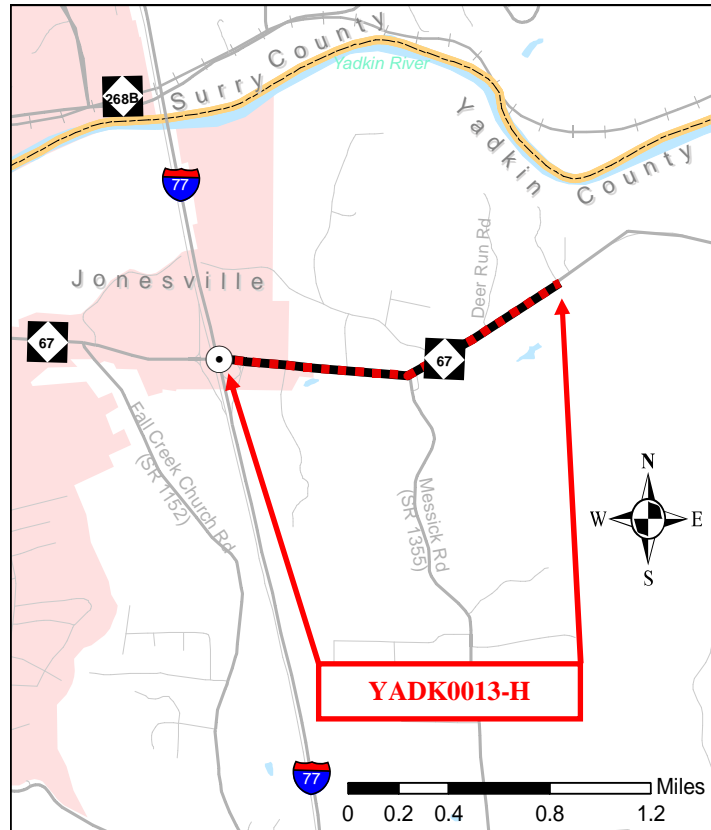 Surry County
268B
Yadkin River
Yadkin County
77
Deer Run Rd
Jonesville
67
67
Fall Creek Church Rd
(SR 1152)
Messick Rd
(SR 1355)
N
W E
S
YADK0013-H
77
Miles
0 0.2 0.4 0.8 1.2